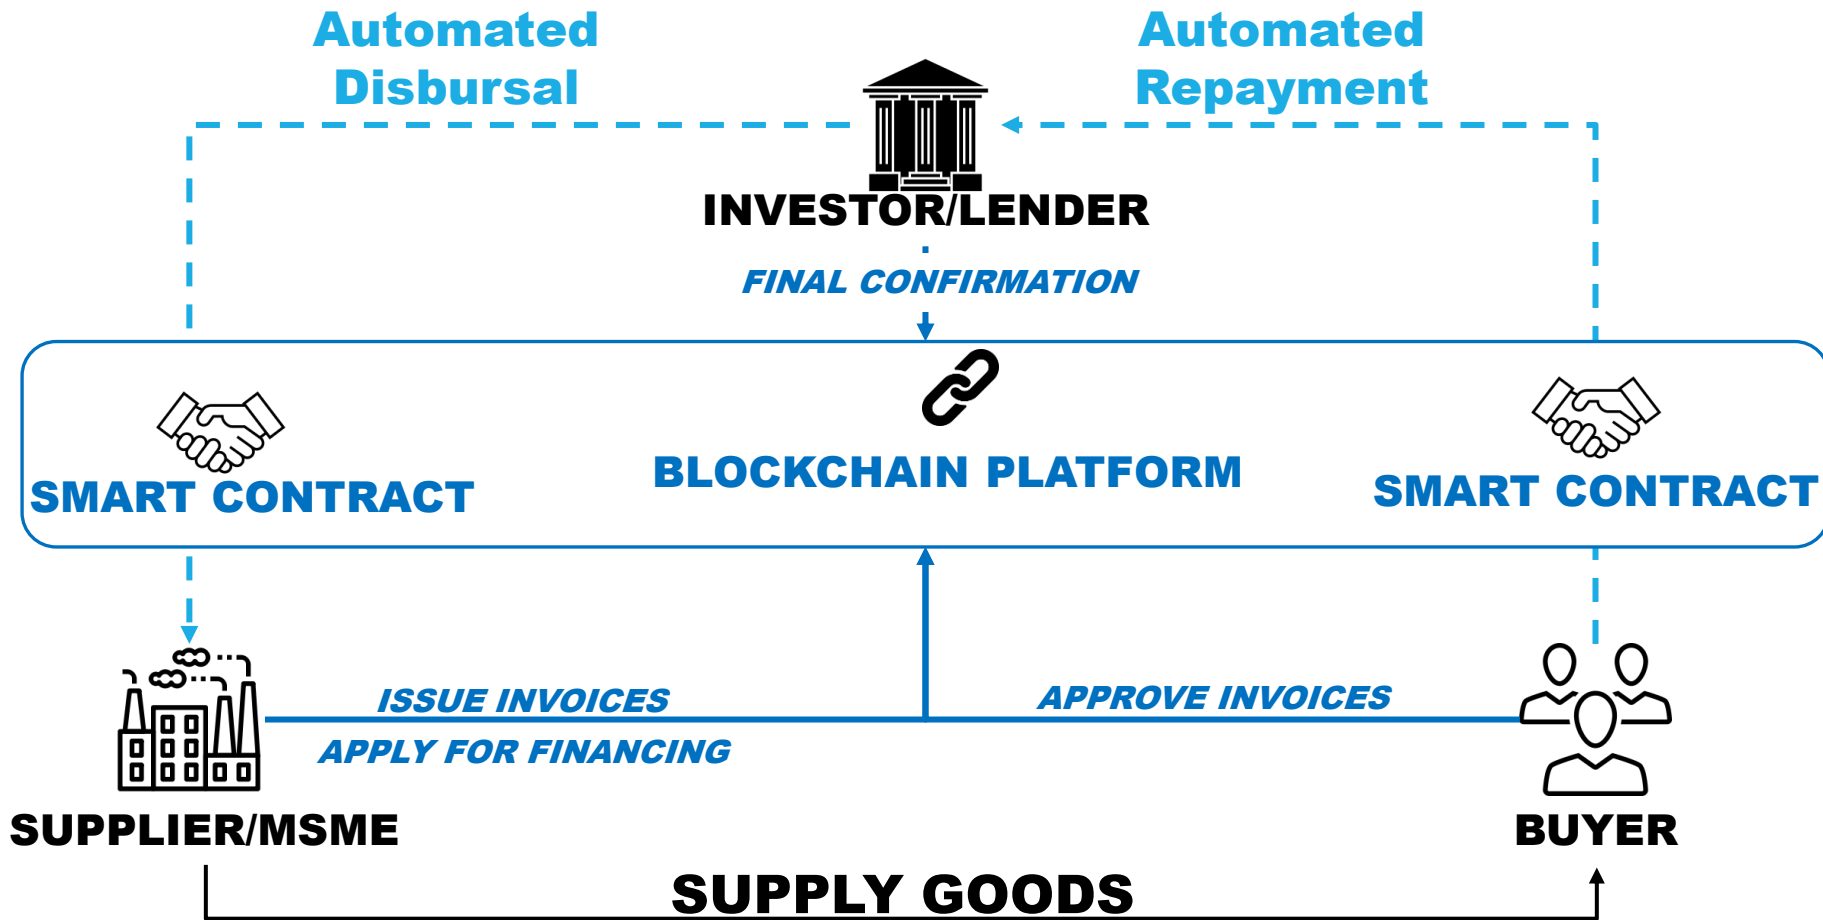 Automated
Disbursal
Automated
Repayment
INVESTOR/LENDER
FINAL CONFIRMATION
BLOCKCHAIN PLATFORM
SMART CONTRACT
SMART CONTRACT
ISSUE INVOICES
APPLY FOR FINANCING
APPROVE INVOICES
SUPPLIER/MSME
BUYER
SUPPLY GOODS